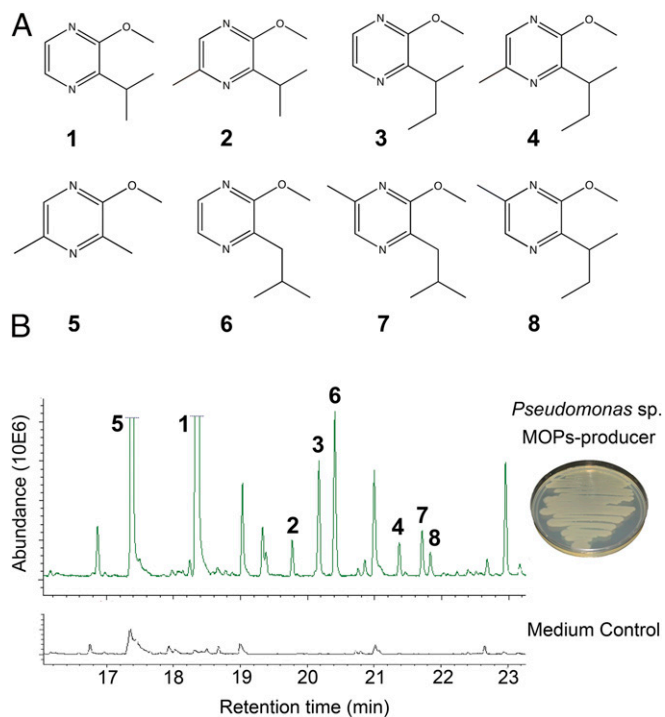 A
N
O
N
1
N
O
N
2
N
O
N
3
N
O
N
4
N
O
N
5
N
O
N
6
N
O
N
7
N
O
N
8
B
Abundance (10E6)
5
1
2
3
6
4
7
8
Pseudomonas sp.
MOPs-producer
Medium Control
17 18 19 20 21 22 23
Retention time (min)